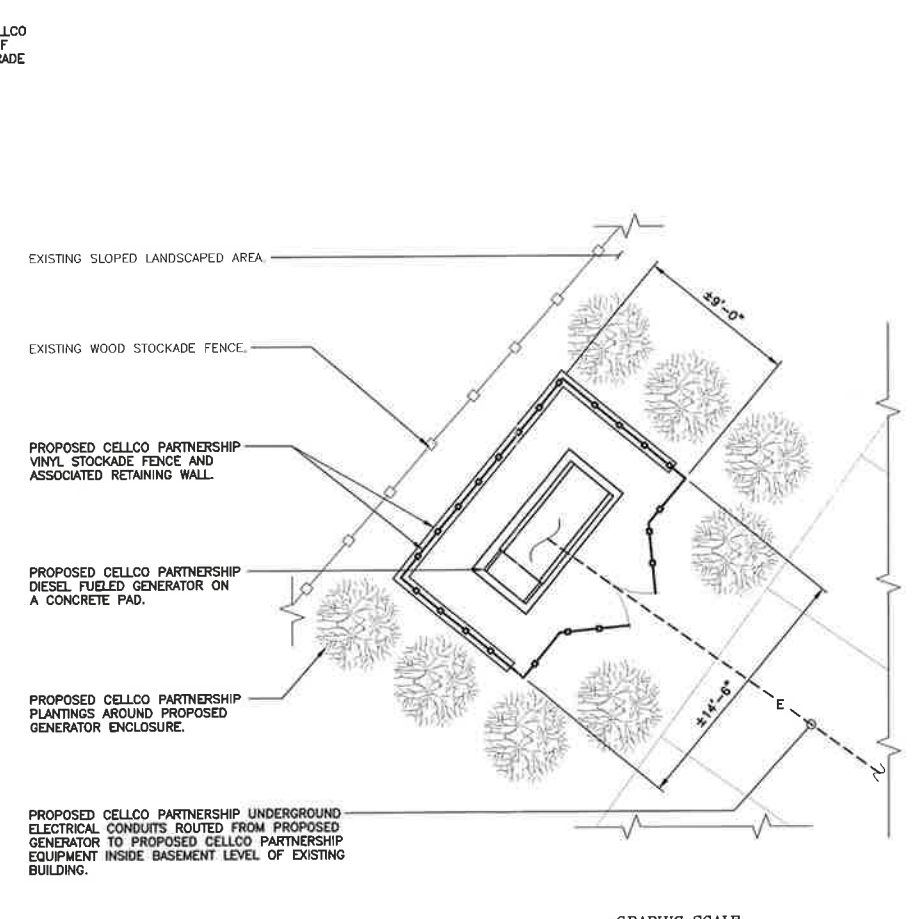 LLCO
F
RADE
EXISTING SLOPED LANDSCAPED AREA.
±9'-0"
EXISTING WOOD STOCKADE FENCE.
PROPOSED CELLCO PARTNERSHIP
VINYL STOCKADE FENCE AND
ASSOCIATED RETAINING WALL.
PROPOSED CELLCO PARTNERSHIP
DIESEL FUELED GENERATOR ON
A CONCRETE PAD.
PROPOSED CELLCO PARTNERSHIP
PLANTINGS AROUND PROPOSED
GENERATOR ENCLOSURE.
±14'-6"
E
PROPOSED CELLCO PARTNERSHIP UNDERGROUND
ELECTRICAL CONDUITS ROUTED FROM PROPOSED
GENERATOR TO PROPOSED CELLCO PARTNERSHIP
EQUIPMENT INSIDE BASEMENT LEVEL OF EXISTING
BUILDING.
GRAPHIC SCALE